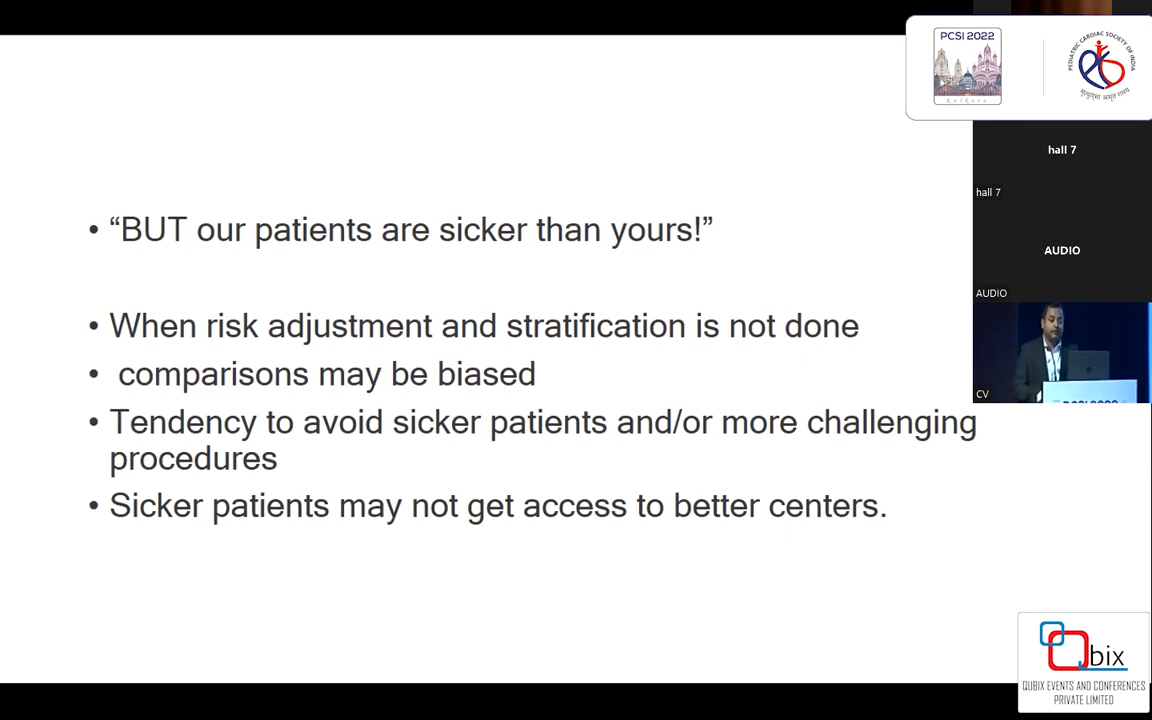 PCSI 2022
Kolkata
PEDIATRIC CARDIAC SOCIETY OF INDIA
hall 7
hall 7
AUDIO
AUDIO
CV
• “BUT our patients are sicker than yours!”
• When risk adjustment and stratification is not done
• comparisons may be biased
• Tendency to avoid sicker patients and/or more challenging
procedures
• Sicker patients may not get access to better centers.
Qbix
QUBIX EVENTS AND CONFERENCES
PRIVATE LIMITED